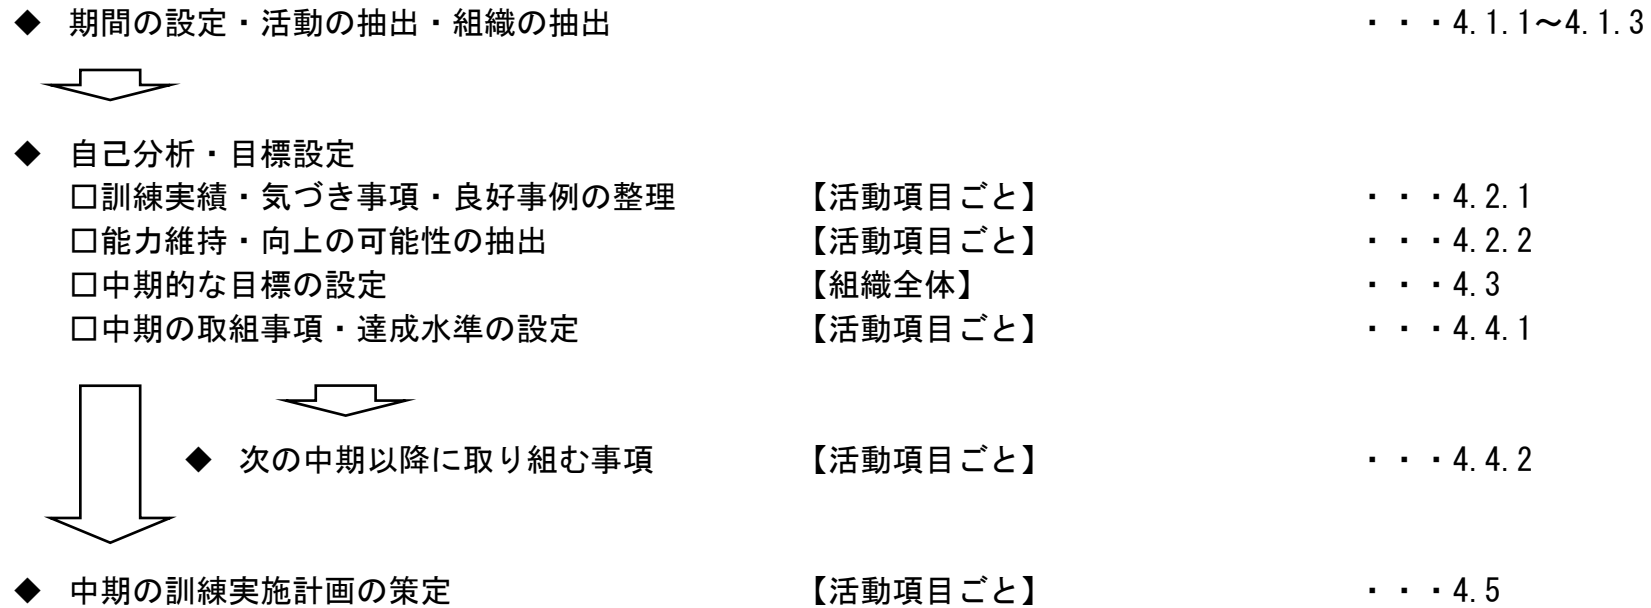 ◆ 期間の設定・活動の抽出・組織の抽出 ・・・4.1.1～4.1.3
◆ 自己分析・目標設定
□訓練実績・気づき事項・良好事例の整理 【活動項目ごと】 ・・・4.2.1
□能力維持・向上の可能性の抽出 【活動項目ごと】 ・・・4.2.2
□中期的な目標の設定 【組織全体】 ・・・4.3
□中期の取組事項・達成水準の設定 【活動項目ごと】 ・・・4.4.1
◆ 次の中期以降に取り組む事項 【活動項目ごと】 ・・・4.4.2
◆ 中期の訓練実施計画の策定 【活動項目ごと】 ・・・4.5